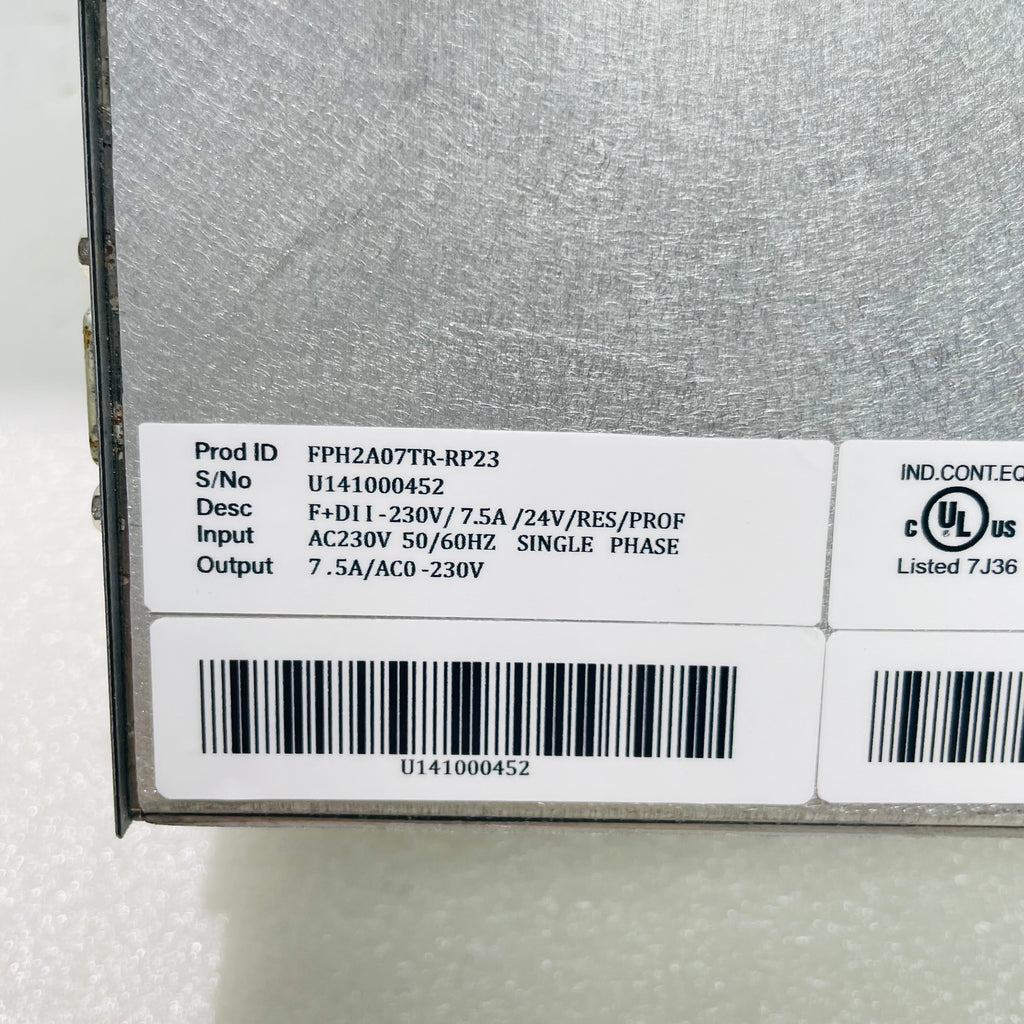 Prod ID FPH2A07TR-RP23
S/No U141000452
Desc F+DII-230V/ 7.5A /24V/RES/PROF
Input AC230V 50/60HZ SINGLE PHASE
Output 7.5A/AC0-230V
IND.CONT.EQ
C UL US
Listed 7J36
U141000452